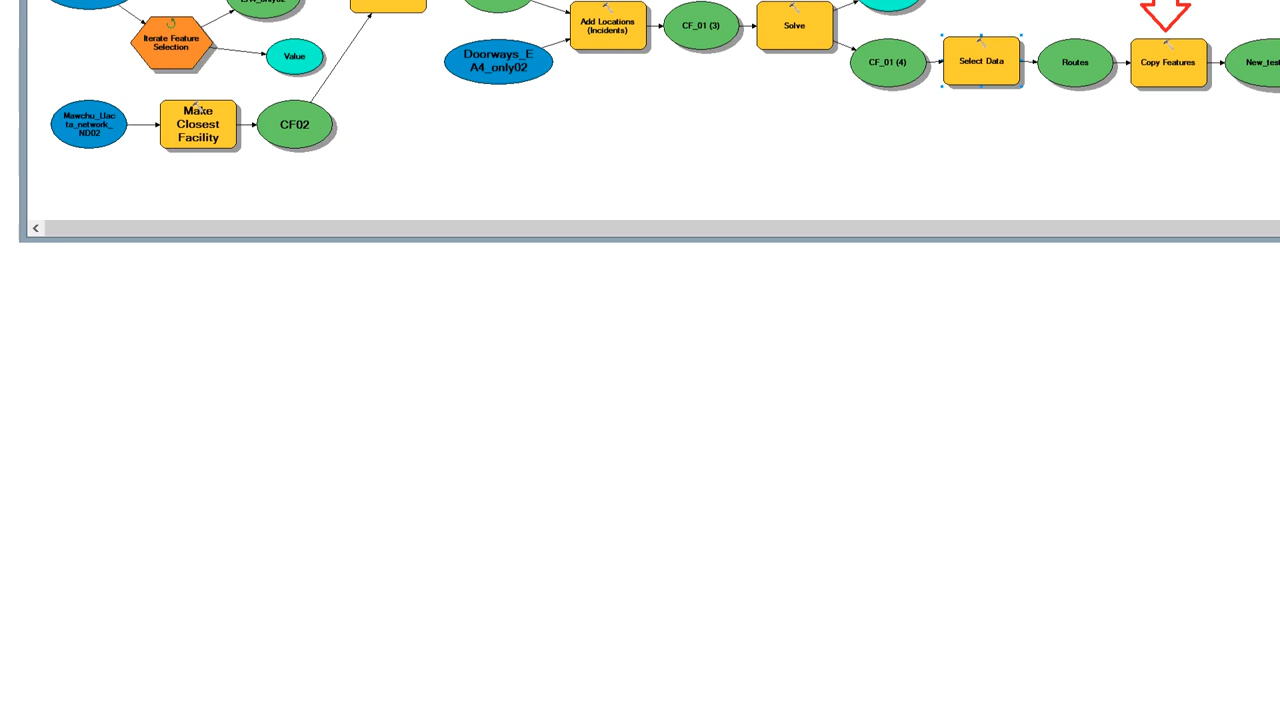 Iterate Feature
Selection
Value
Mawchu_Llac
ta_network_
ND02
Make
Closest
Facility
CF02
Doorways_E
A4_only02
Add Locations
(Incidents)
CF_01 (3)
Solve
CF_01 (4)
Select Data
Routes
Copy Features